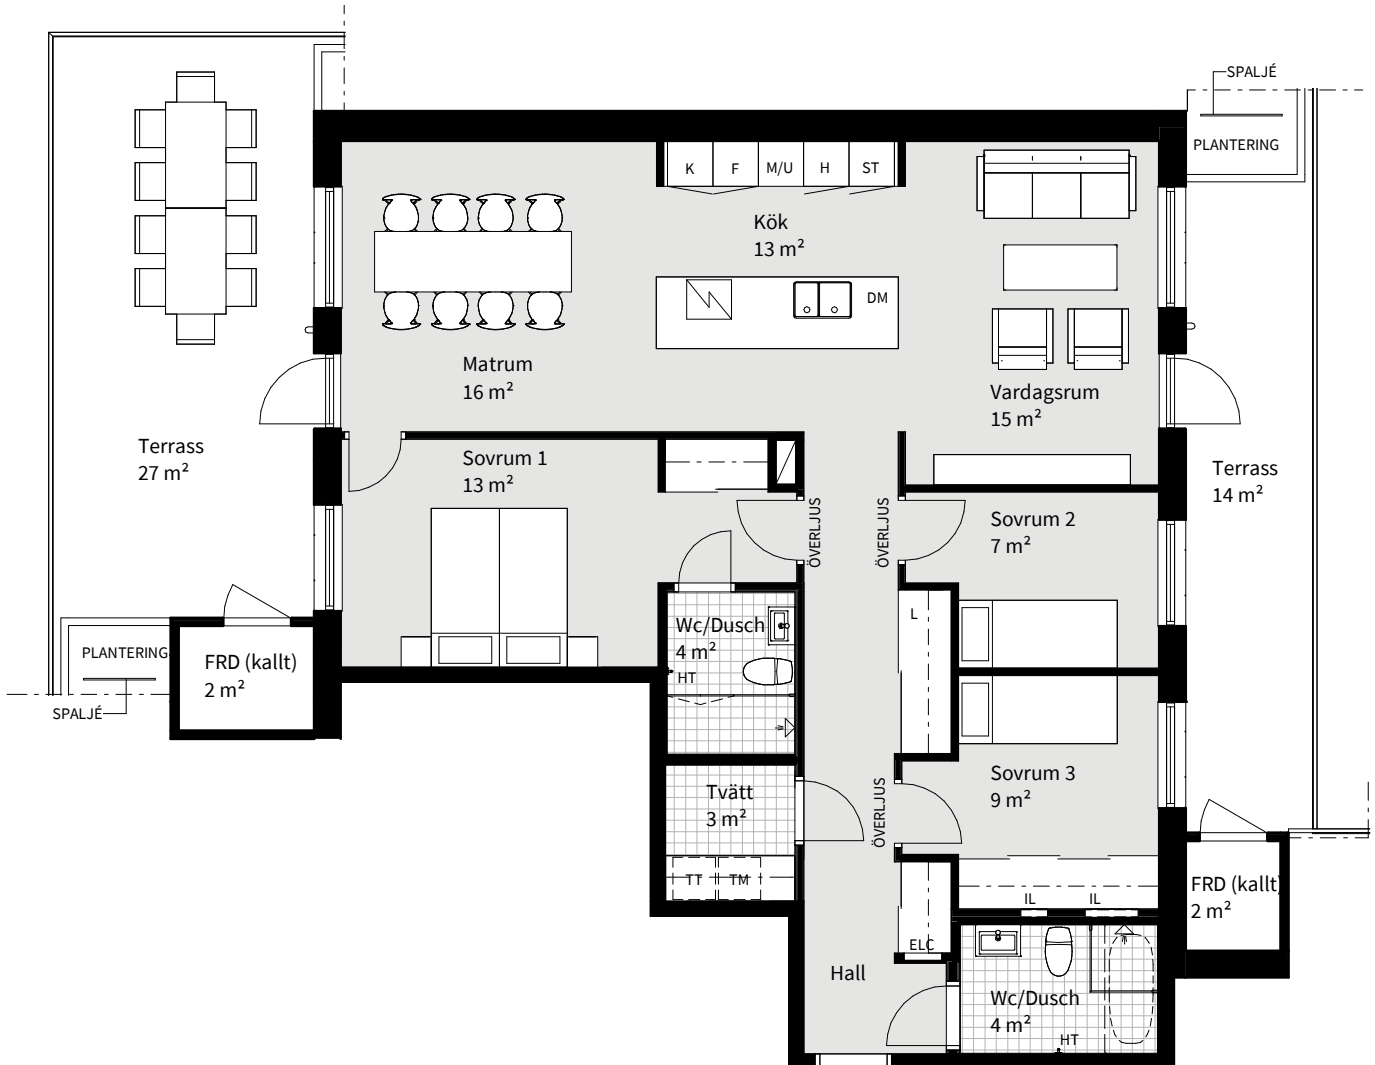 SPALJÉ
PLANTERING
K
F
M/U
H
ST
Kök
13 m²
DM
Matrum
16 m²
Vardagsrum
15 m²
Terrass
27 m²
Sovrum 1
13 m²
Terrass
14 m²
ÖVERLJUS
ÖVERLJUS
Sovrum 2
7 m²
L
Wc/Dusch
4 m²
HT
PLANTERING
SPALJÉ
FRD (kallt)
2 m²
Tvätt
3 m²
TT
TM
ÖVERLJUS
Sovrum 3
9 m²
IL
IL
FRD (kallt)
2 m²
ELC
Hall
Wc/Dusch
4 m²
HT